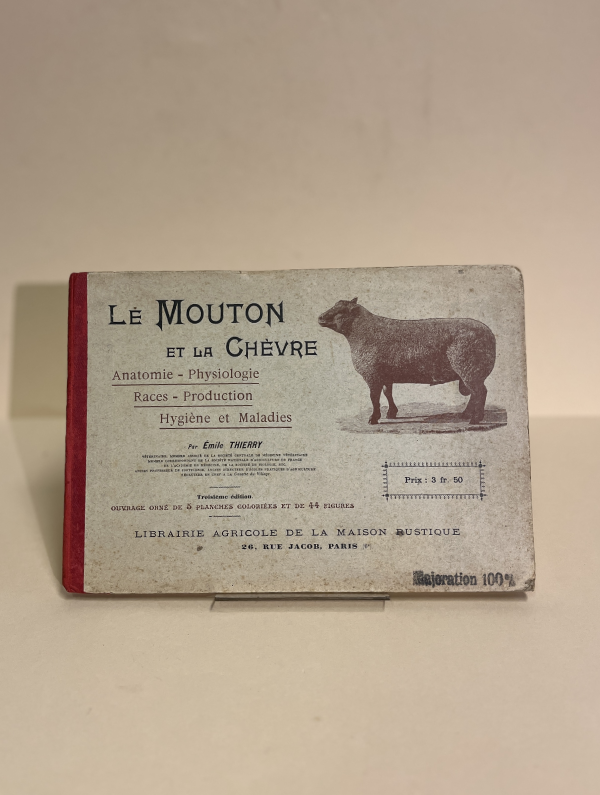 LE MOUTON
ET LA CHÈVRE
Anatomie - Physiologie
Races - Production
Hygiène et Maladies
Par Émile THIERRY
Troisième édition
OUVRAGE ORNÉ DE 5 PLANCHES COLORIÉES ET DE 44 FIGURES
Prix : 3 fr. 50
LIBRAIRIE AGRICOLE DE LA MAISON RUSTIQUE
26, RUE JACOB, PARIS
Majoration 100%